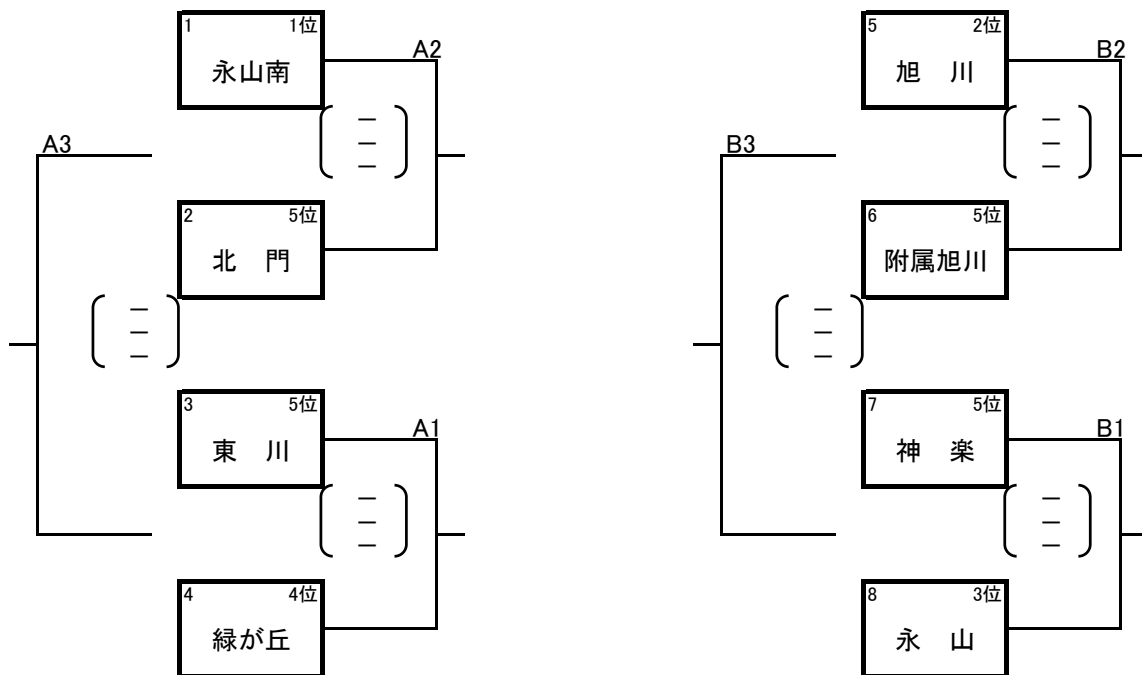 1 1位
永山南
A2
5 2位
旭 川
B2
－
－
－
－
－
－
A3
B3
2 5位
北 門
6 5位
附属旭川
－
－
－
－
－
－
3 5位
東 川
A1
7 5位
神 楽
B1
－
－
－
－
－
－
4 4位
緑が丘
8 3位
永 山